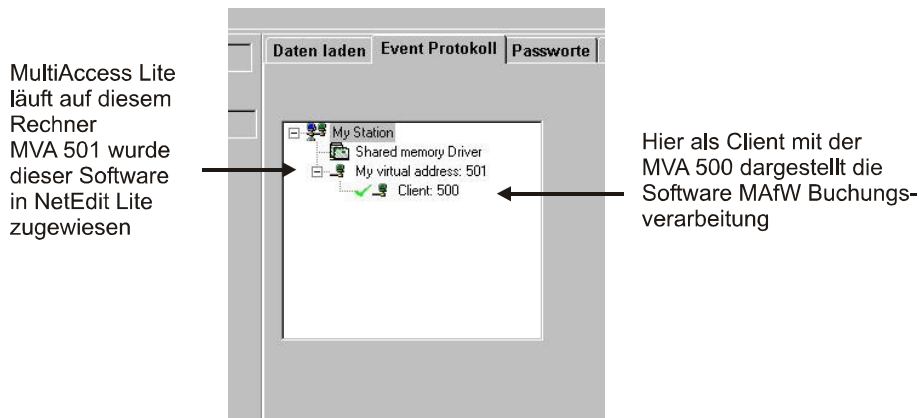 MultiAccess Lite
läuft auf diesem
Rechner
MVA 501 wurde
dieser Software
in NetEdit Lite
zugewiesen
Daten laden Event Protokoll Passworte
My Station
Shared memory Driver
My virtual address: 501
Client: 500
Hier als Client mit der
MVA 500 dargestellt die
Software MAfW Buchungs-
verarbeitung